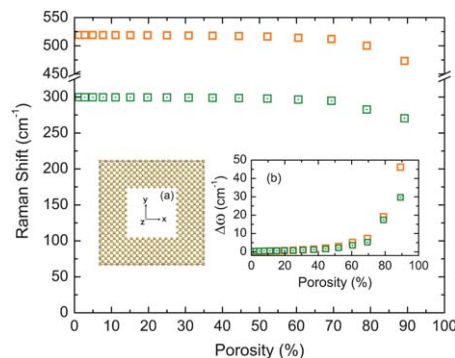 550
500
450
300
250
200
150
100
50
0
Raman Shift (cm⁻¹)
0 10 20 30 40 50 60 70 80 90 100
Porosity (%)
(a)
y
z x
(b)
50
40
30
20
10
0
Δω (cm⁻¹)
0 20 40 60 80 100
Porosity (%)